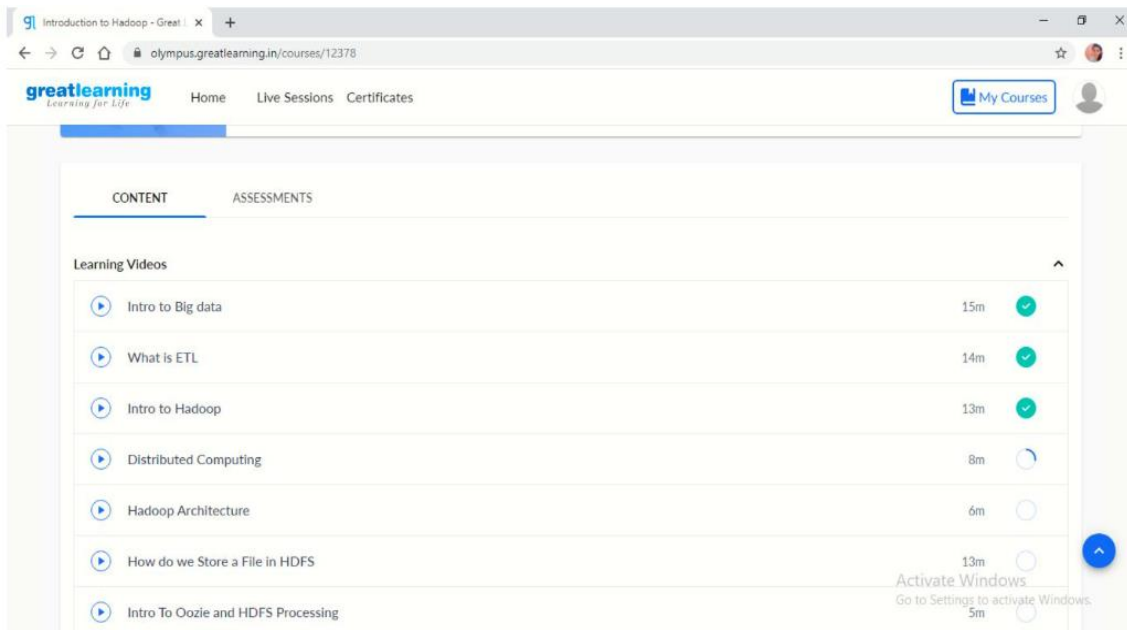 Introduction to Hadoop - Great L
olympus.greatlearning.in/courses/12378
greatlearning
Learning for Life
Home Live Sessions Certificates My Courses
CONTENT ASSESSMENTS
Learning Videos
Intro to Big data 15m
What is ETL 14m
Intro to Hadoop 13m
Distributed Computing 8m
Hadoop Architecture 6m
How do we Store a File in HDFS 13m
Activate Windows
Go to Settings to activate Windows.
Intro To Oozie and HDFS Processing 5m